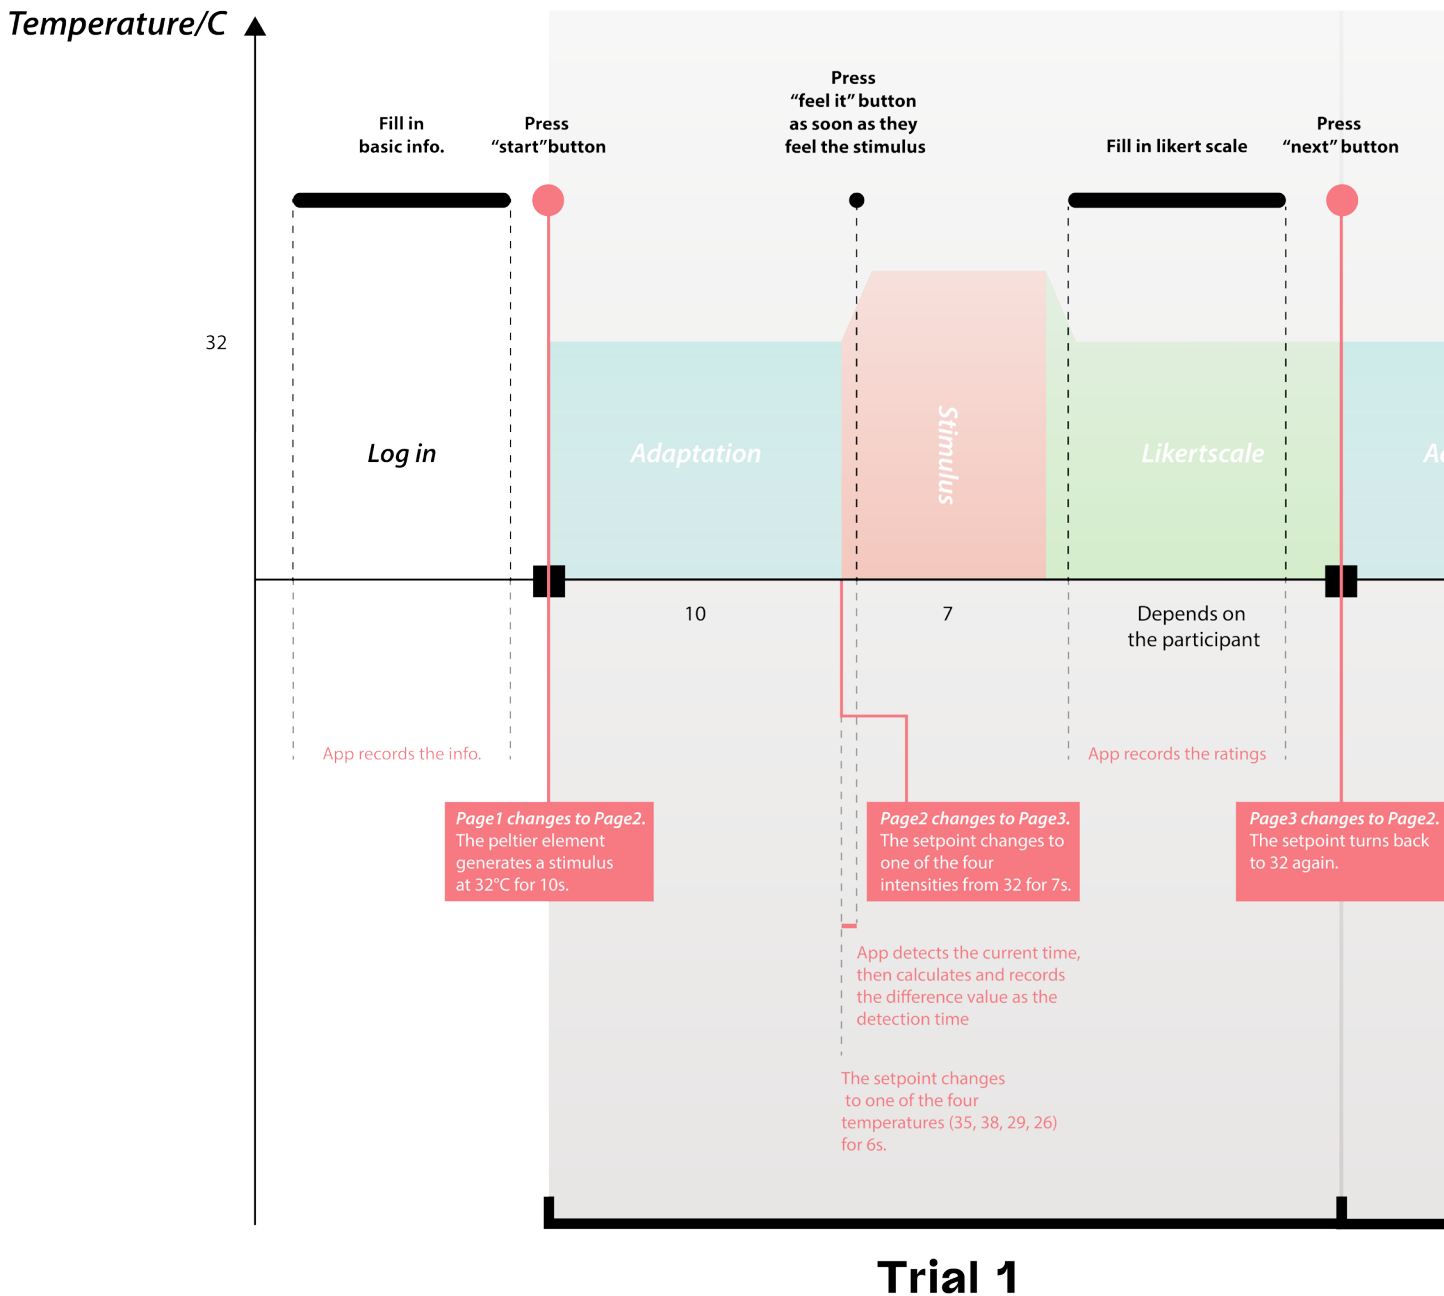 Temperature/C
Press
“feel it” button
as soon as they
feel the stimulus
Fill in
basic info.
Press
“start”button
Fill in likert scale
Press
“next” button
32
Log in
Adaptation
Stimulus
Likertscale
10
7
Depends on
the participant
App records the info.
App records the ratings
Page1 changes to Page2.
The peltier element
generates a stimulus
at 32°C for 10s.
Page2 changes to Page3.
The setpoint changes to
one of the four
intensities from 32 for 7s.
Page3 changes to Page2.
The setpoint turns back
to 32 again.
App detects the current time,
then calculates and records
the difference value as the
detection time
The setpoint changes
to one of the four
temperatures (35, 38, 29, 26)
for 6s.
Trial 1